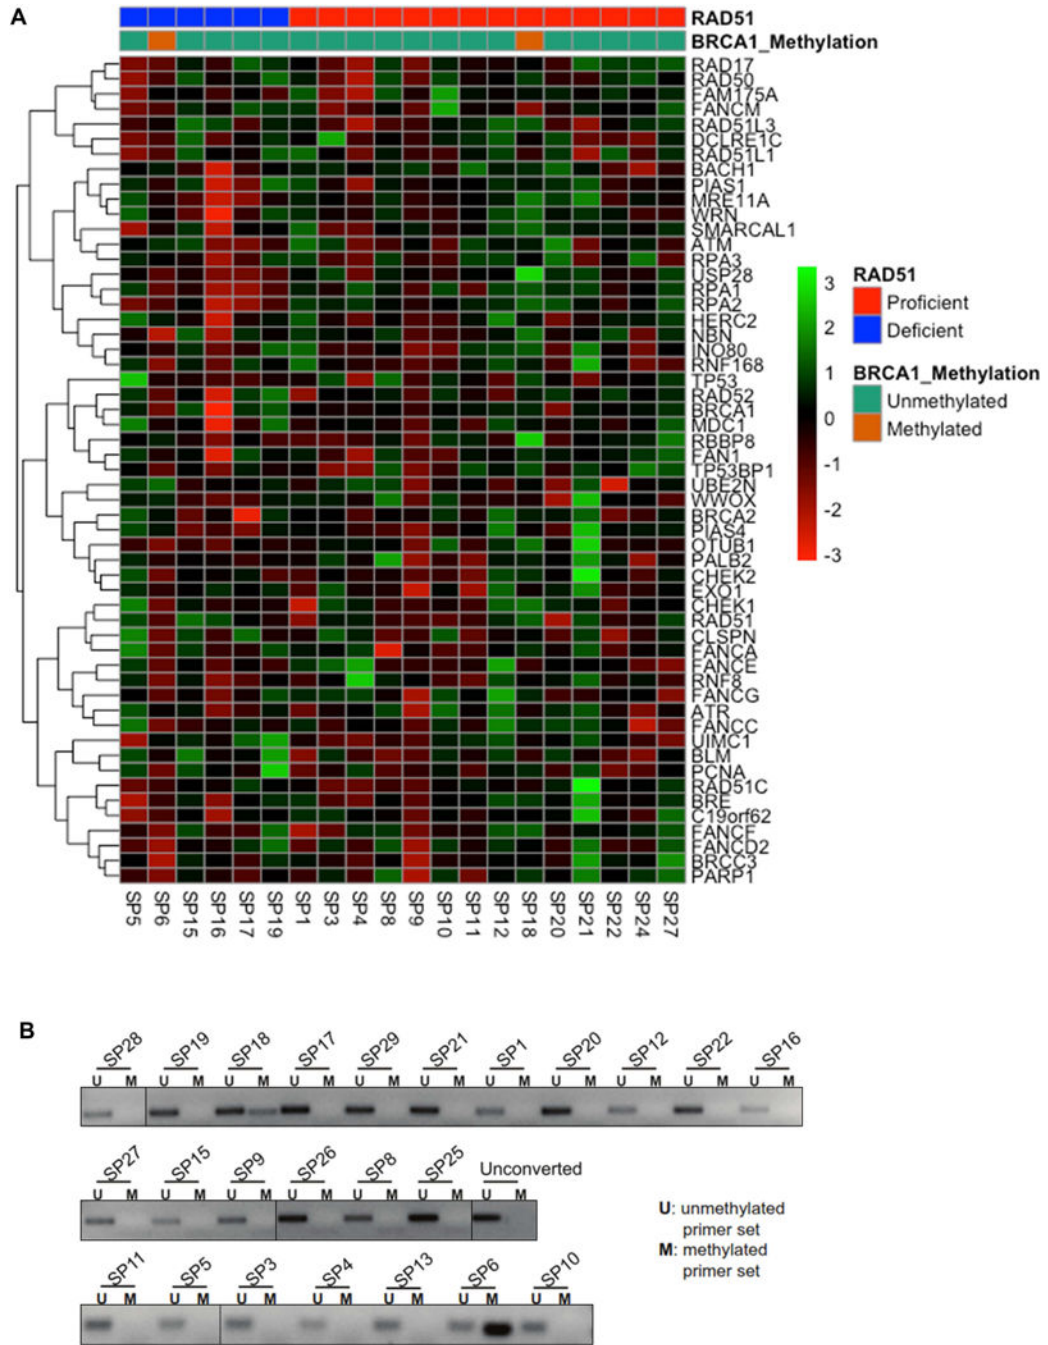 A
RAD51
BRCA1_Methylation
RAD17
RAD50
FAM175A
FANCM
RAD51L3
DCLRE1C
RAD51L1
BACH1
PIAS1
MRE11A
WRN
SMARCAL1
ATM
RPA3
USP28
RPA1
RPA2
HERC2
NBN
INO80
RNF168
TP53
RAD52
BRCA1
MDC1
RBBP8
FAN1
TP53BP1
UBE2N
WWOX
BRCA2
PIAS4
OTUB1
PALB2
CHEK2
EXO1
CHEK1
RAD51
CLSPN
FANCA
FANCE
RNF8
FANCG
ATR
FANCC
UIMC1
BLM
PCNA
RAD51C
BRE
C19orf62
FANCF
FANCD2
BRCC3
PARP1
SP5 SP6 SP15 SP16 SP17 SP19 SP1 SP3 SP4 SP8 SP9 SP10 SP11 SP12 SP18 SP20 SP21 SP22 SP24 SP27
3
2
1
0
-1
-2
-3
RAD51
Proficient
Deficient
BRCA1_Methylation
Unmethylated
Methylated
B
SP28 SP19 SP18 SP17 SP29 SP21 SP1 SP20 SP12 SP22 SP16
U M U M U M U M U M U M U M U M U M U M U M
SP27 SP15 SP9 SP26 SP8 SP25 Unconverted
U M U M U M U M U M U M U M
SP11 SP5 SP3 SP4 SP13 SP6 SP10
U M U M U M U M U M U M U M
U: unmethylated
primer set
M: methylated
primer set